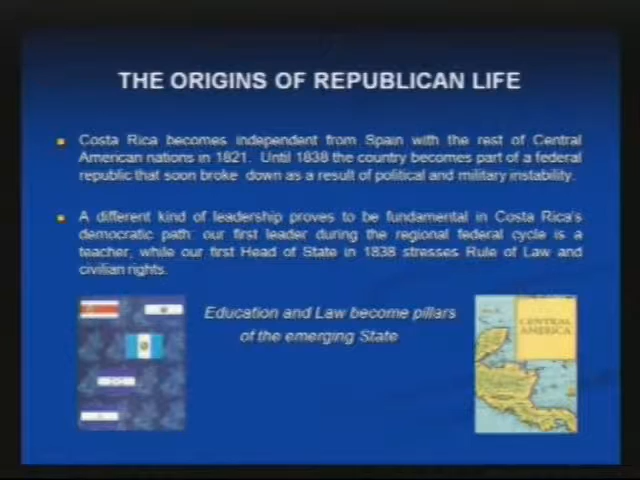 THE ORIGINS OF REPUBLICAN LIFE
Costa Rica becomes independent from Spain with the rest of Central
American nations in 1821. Until 1838 the country becomes part of a federal
republic that soon broke down as a result of political and military instability.
A different kind of leadership proves to be fundamental in Costa Rica's
democratic path: our first leader during the regional federal cycle is a
teacher, while our first Head of State in 1838 stresses Rule of Law and
civilian rights.
Education and Law become pillars
of the emerging State
CENTRAL
AMERICA